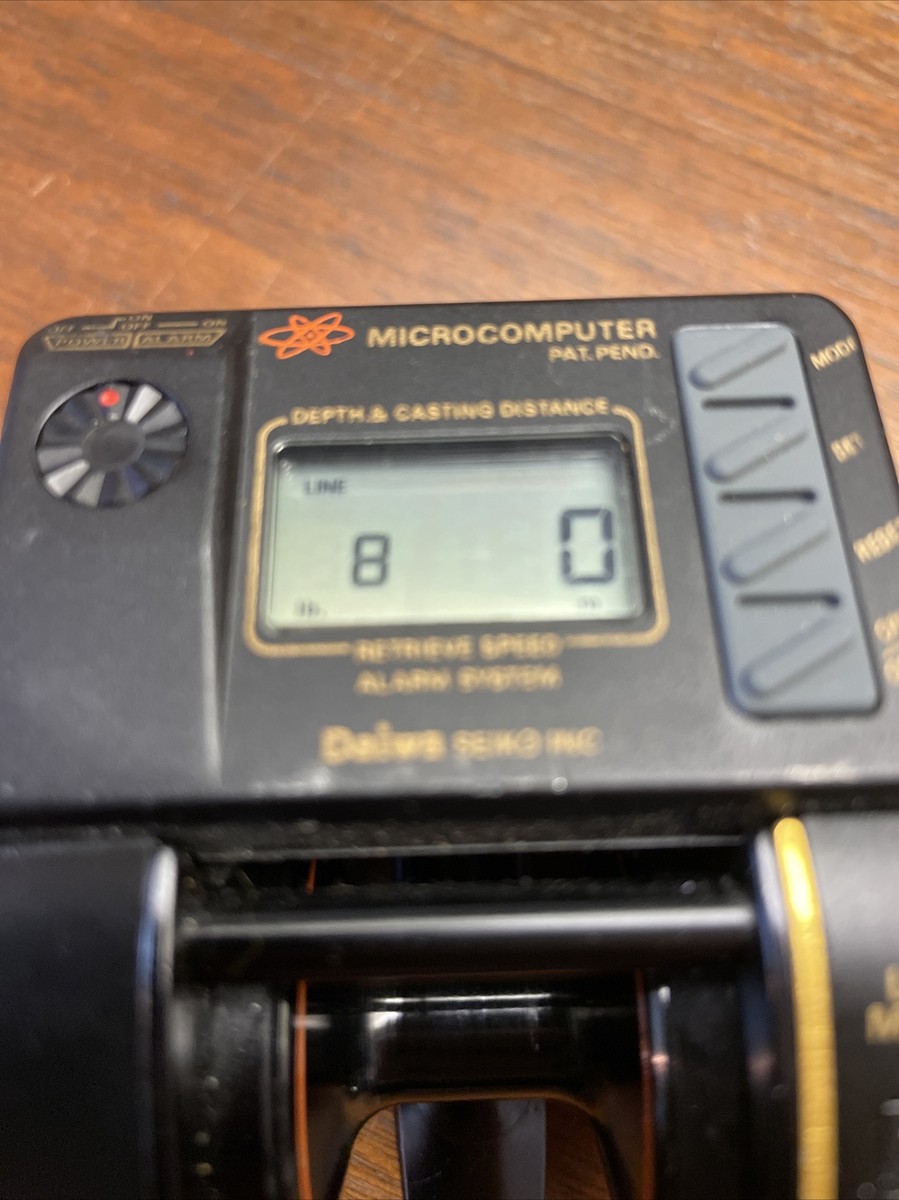 ON
OFF OFF ON
POWER ALARM
MICROCOMPUTER
PAT. PEND.
MODE
DEPTH & CASTING DISTANCE
SET
LINE
8 0
RESET
lb. m
RETRIEVE SPEED
ALARM SYSTEM
Daiwa SEIKO INC